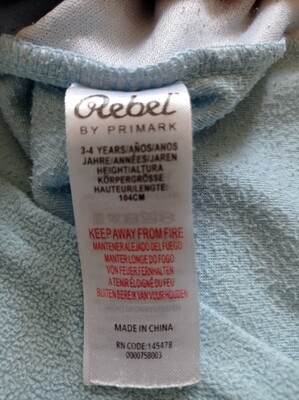 Rebel
BY PRIMARK
3-4 YEARS/AÑOS/ANOS
JAHRE/ANNÉES/JAREN
HEIGHT/ALTURA
KÖRPERGRÖSSE
HAUTEUR/LENGTE:
104CM
KEEP AWAY FROM FIRE
MANTENER ALEJADO DEL FUEGO
MANTER LONGE DO FOGO
VON FEUER FERNHALTEN
A TENIR ÉLOIGNÉ DU FEU
BUITEN BEREIK VAN VUUR HOUDEN
MADE IN CHINA
RN CODE:145478
0000758003